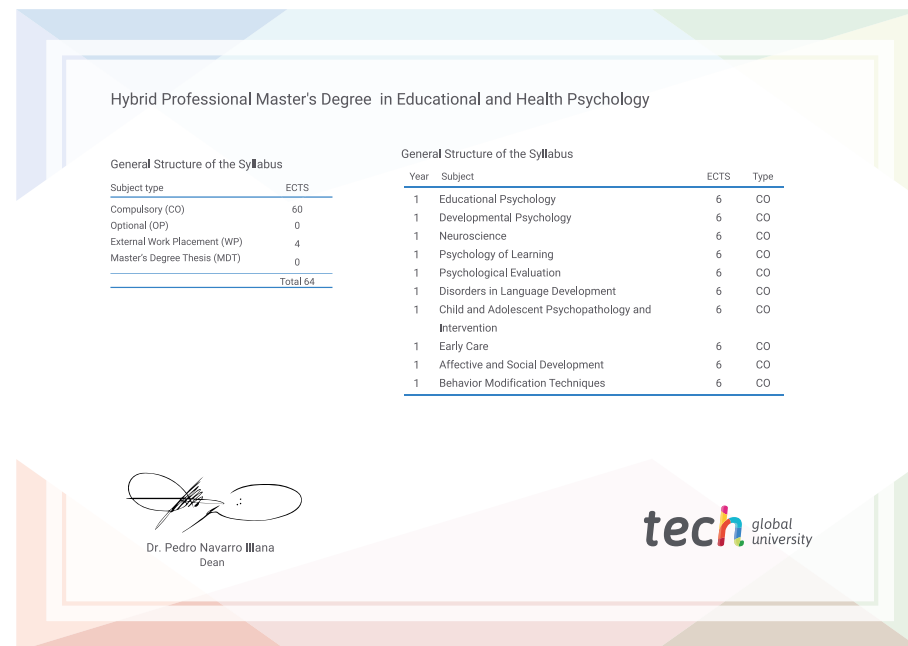 Hybrid Professional Master's Degree in Educational and Health Psychology
General Structure of the Syllabus
Subject type ECTS
Compulsory (CO) 60
Optional (OP) 0
External Work Placement (WP) 4
Master's Degree Thesis (MDT) 0
Total 64
General Structure of the Syllabus
Year Subject ECTS Type
1 Educational Psychology 6 CO
1 Developmental Psychology 6 CO
1 Neuroscience 6 CO
1 Psychology of Learning 6 CO
1 Psychological Evaluation 6 CO
1 Disorders in Language Development 6 CO
1 Child and Adolescent Psychopathology and 6 CO
Intervention
1 Early Care 6 CO
1 Affective and Social Development 6 CO
1 Behavior Modification Techniques 6 CO
Dr. Pedro Navarro Illana
Dean
tech global
university